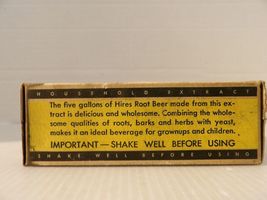 HOUSEHOLD EXTRACT
The five gallons of Hires Root Beer made from this ex-
tract is delicious and wholesome. Combining the whole-
some qualities of roots, barks and herbs with yeast,
makes it an ideal beverage for grownups and children.
IMPORTANT—SHAKE WELL BEFORE USING
SHAKE WELL BEFORE USING